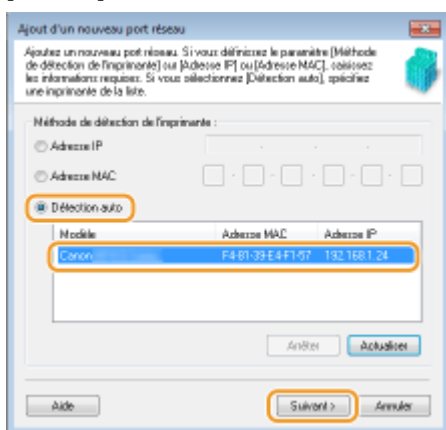 Ajout d'un nouveau port réseau
Ajoutez un nouveau port réseau. Si vous définissez le paramètre [Méthode
de détection de l'imprimante] sur [Adresse IP] ou [Adresse MAC], saisissez
les informations requises. Si vous sélectionnez [Détection auto], spécifiez
une imprimante de la liste.
Méthode de détection de l'imprimante :
Adresse IP
Adresse MAC
Détection auto
Modèle Adresse MAC Adresse IP
Canon F4-81-39-E4-F1-57 192.168.1.24
Arrêter Actualiser
Aide Suivant > Annuler